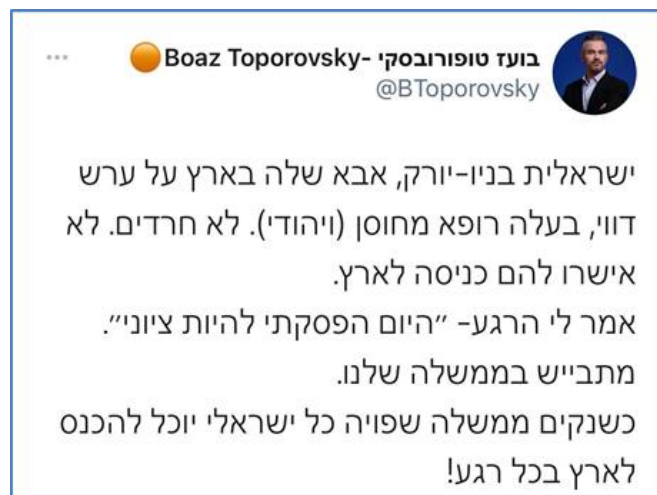 בועז טופורובסקי -Boaz Toporovsky
@BToporovsky
ישראלית בניו-יורק, אבא שלה בארץ על ערש
דווי, בעלה רופא מחוסן (ויהודי). לא חרדים. לא
אישרו להם כניסה לארץ.
אמר לי הרגע- ״היום הפסקתי להיות ציוני״.
מתבייש בממשלה שלנו.
כשנקים ממשלה שפויה כל ישראלי יוכל להכנס
לארץ בכל רגע!